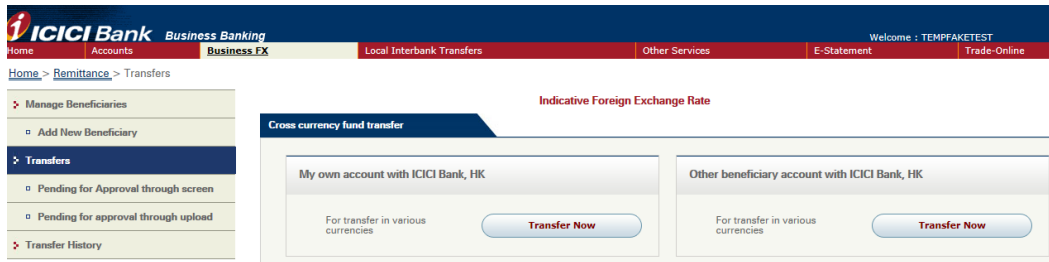 ICICI Bank Business Banking
Welcome : TEMPFAKETEST
Home Accounts Business FX Local Interbank Transfers Other Services E-Statement Trade-Online
Home > Remittance > Transfers
Manage Beneficiaries
Add New Beneficiary
Transfers
Pending for Approval through screen
Pending for approval through upload
Transfer History
Indicative Foreign Exchange Rate
Cross currency fund transfer
My own account with ICICI Bank, HK
For transfer in various
currencies
Transfer Now
Other beneficiary account with ICICI Bank, HK
For transfer in various
currencies
Transfer Now